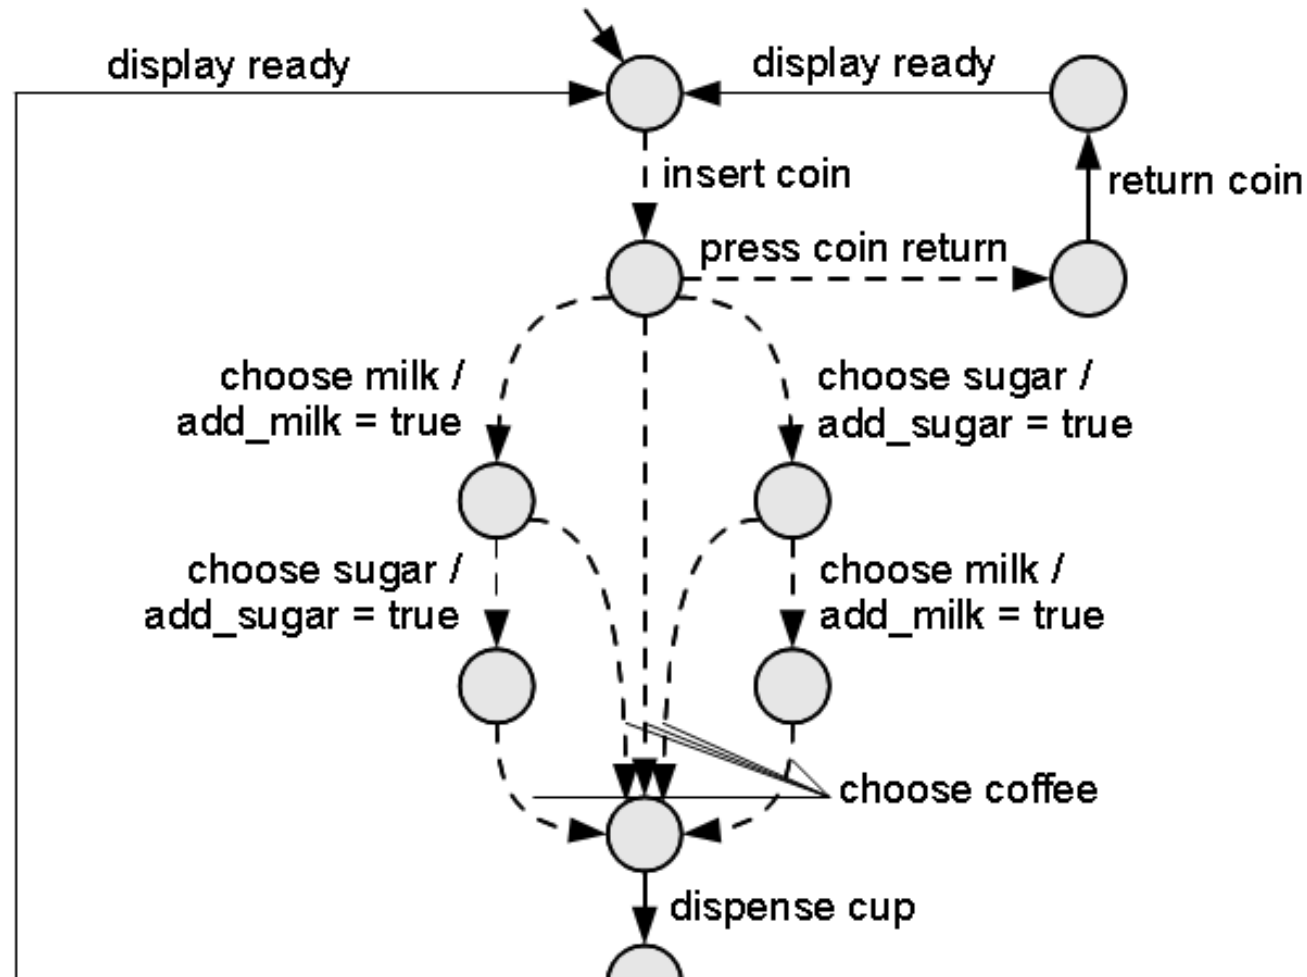 display ready
display ready
insert coin
return coin
press coin return
choose milk /
add_milk = true
choose sugar /
add_sugar = true
choose sugar /
add_sugar = true
choose milk /
add_milk = true
choose coffee
dispense cup